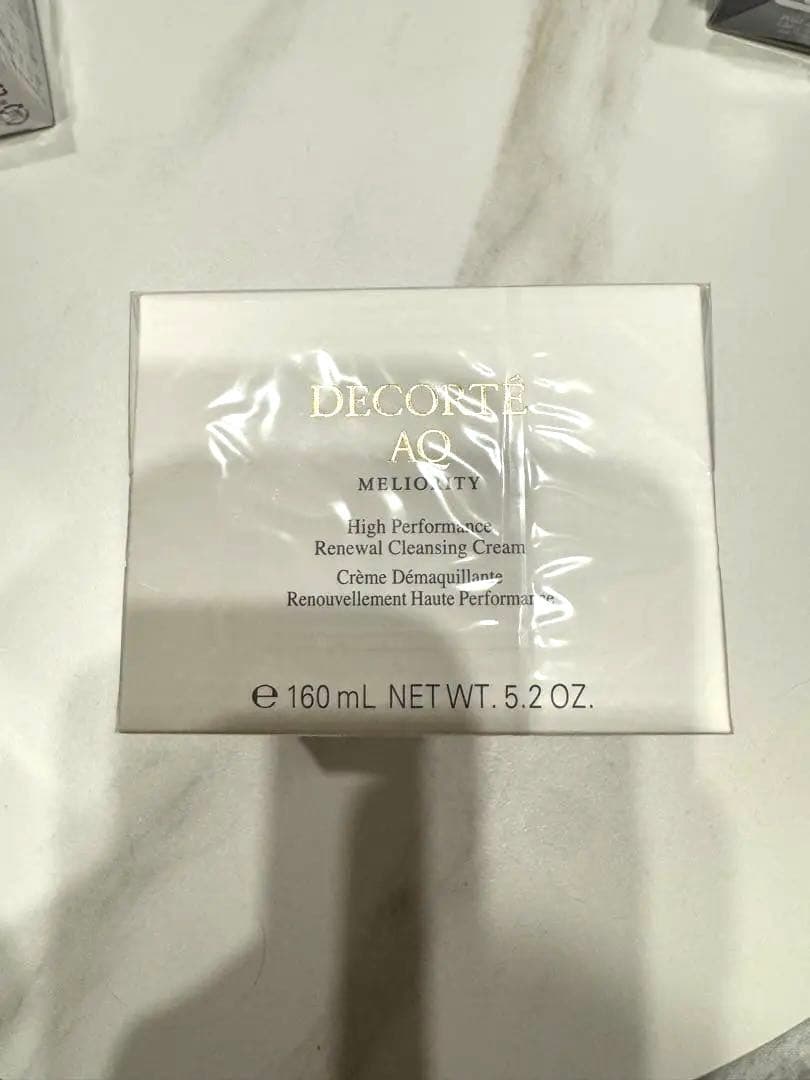 DECORTÉ
AQ
MELIORITY
High Performance
Renewal Cleansing Cream
Crème Démaquillante
Renouvellement Haute Performance
℮ 160 mL NET WT. 5.2 OZ.